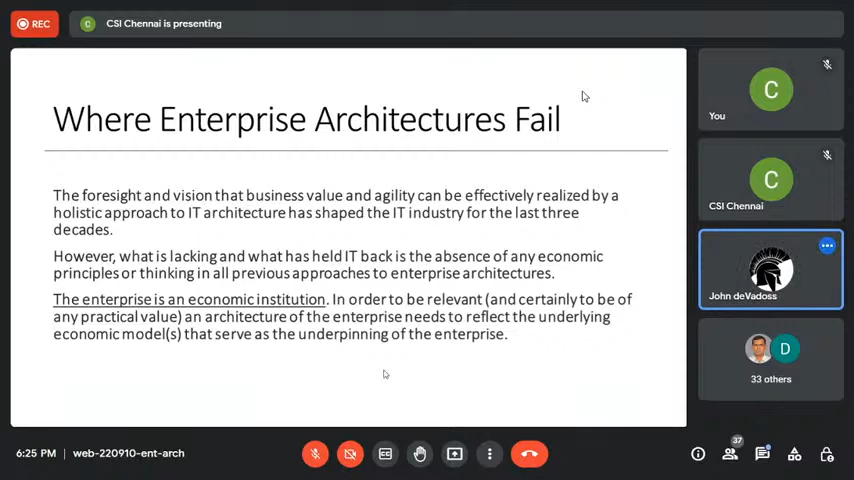 REC
C
CSI Chennai is presenting
Where Enterprise Architectures Fail
The foresight and vision that business value and agility can be effectively realized by a
holistic approach to IT architecture has shaped the IT industry for the last three
decades.
However, what is lacking and what has held IT back is the absence of any economic
principles or thinking in all previous approaches to enterprise architectures.
The enterprise is an economic institution. In order to be relevant (and certainly to be of
any practical value) an architecture of the enterprise needs to reflect the underlying
economic model(s) that serve as the underpinning of the enterprise.
C
You
C
CSI Chennai
John deVadoss
D
33 others
6:25 PM | web-220910-ent-arch
CC
37